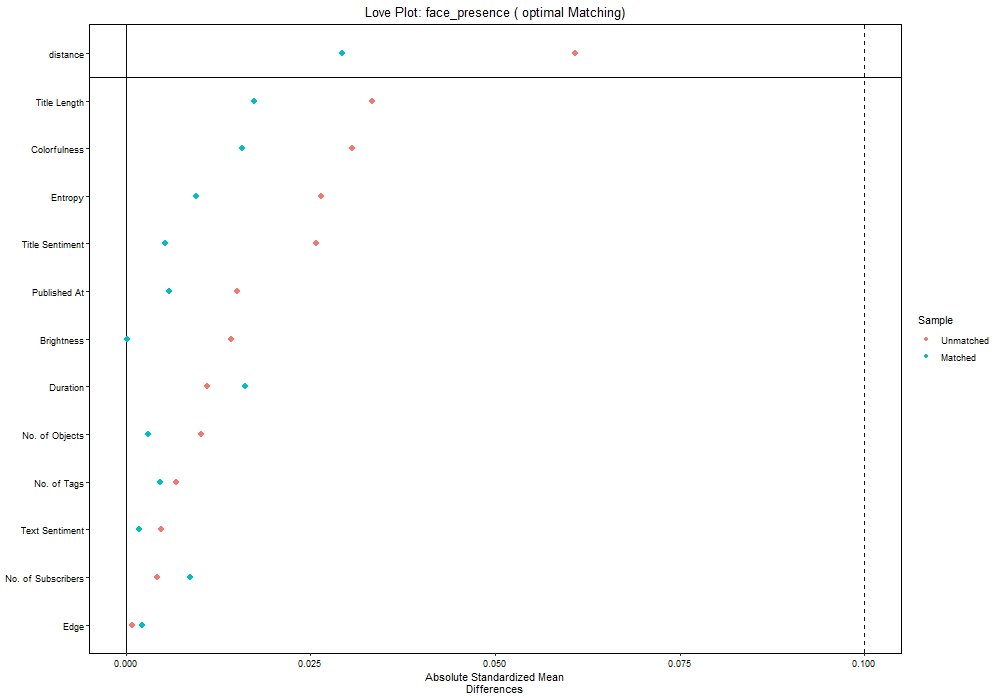 Love Plot: face_presence ( optimal Matching)
distance
Title Length
Colorfulness
Entropy
Title Sentiment
Published At
Brightness
Duration
No. of Objects
No. of Tags
Text Sentiment
No. of Subscribers
Edge
0.000 0.025 0.050 0.075 0.100
Absolute Standardized Mean
Differences
Sample
Unmatched
Matched